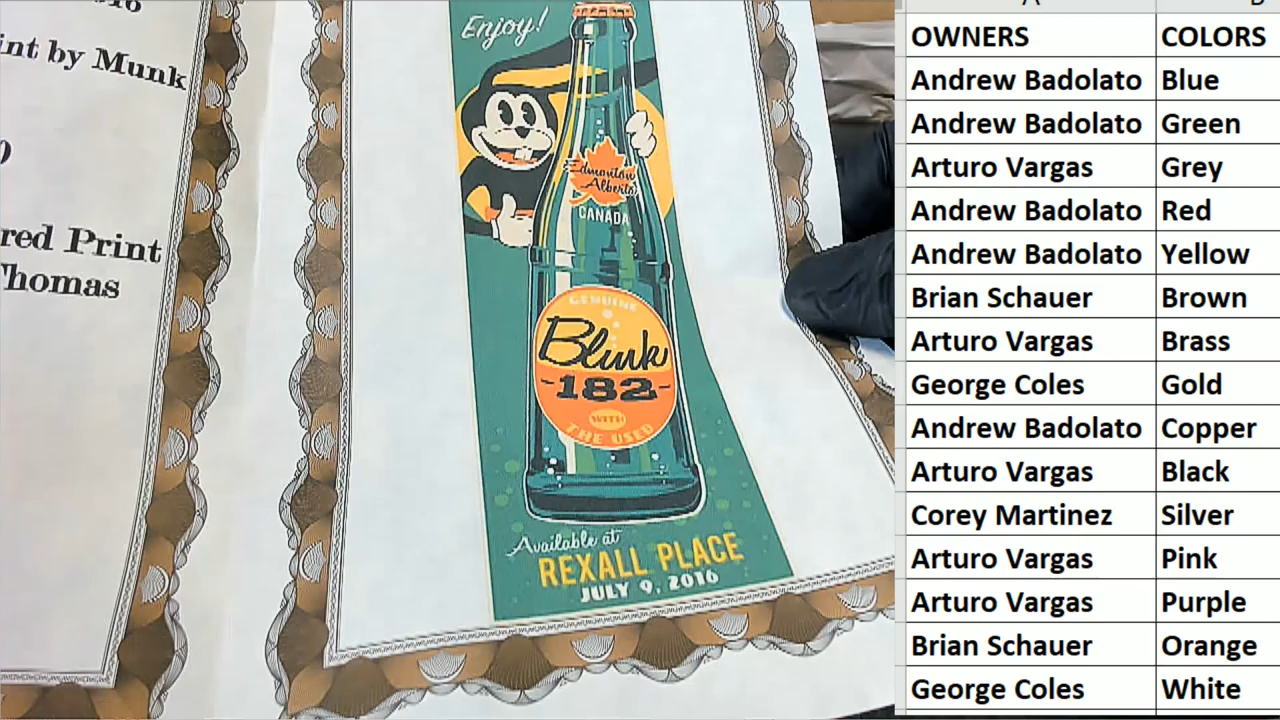 int by Munk
red Print
Thomas
Enjoy!
Edmonton
Alberta
CANADA
GENUINE
Blink
-182-
WITH
THE USED
Available at
REXALL PLACE
JULY 9, 2016
OWNERS COLORS
Andrew Badolato Blue
Andrew Badolato Green
Arturo Vargas Grey
Andrew Badolato Red
Andrew Badolato Yellow
Brian Schauer Brown
Arturo Vargas Brass
George Coles Gold
Andrew Badolato Copper
Arturo Vargas Black
Corey Martinez Silver
Arturo Vargas Pink
Arturo Vargas Purple
Brian Schauer Orange
George Coles White